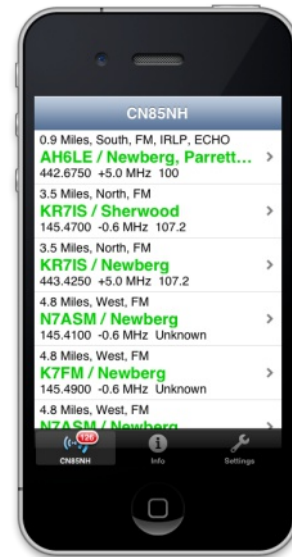 CN85NH
0.9 Miles, South, FM, IRLP, ECHO
AH6LE / Newberg, Parrett...
442.6750 +5.0 MHz 100
3.5 Miles, North, FM
KR7IS / Sherwood
145.4700 -0.6 MHz 107.2
3.5 Miles, North, FM
KR7IS / Newberg
443.4250 +5.0 MHz 107.2
4.8 Miles, West, FM
N7ASM / Newberg
145.4100 -0.6 MHz Unknown
4.8 Miles, West, FM
K7FM / Newberg
145.4900 -0.6 MHz Unknown
4.8 Miles, West, FM
N7ASM / Newberg
126
CN85NH Info Settings